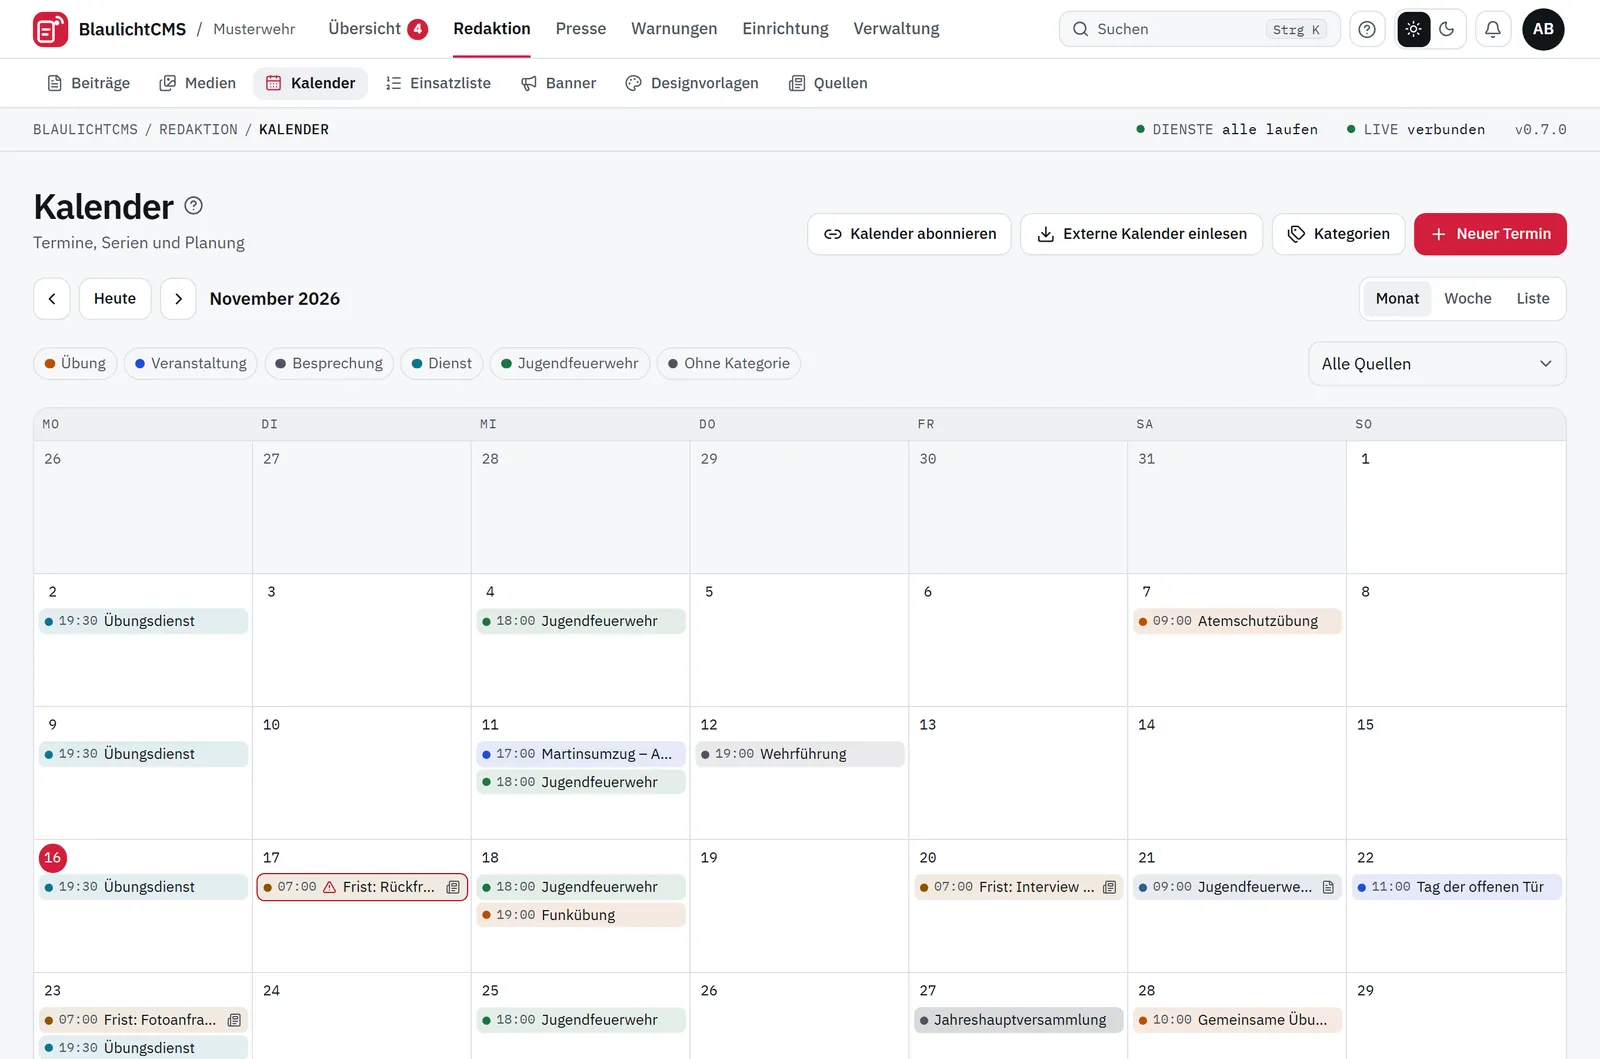 BlaulichtCMS / Musterwehr Übersicht 4 Redaktion Presse Warnungen Einrichtung Verwaltung Suchen Strg K AB
Beiträge Medien Kalender Einsatzliste Banner Designvorlagen Quellen
BLAULICHTCMS / REDAKTION / KALENDER DIENSTE alle laufen LIVE verbunden v0.7.0
Kalender
Termine, Serien und Planung
Kalender abonnieren Externe Kalender einlesen Kategorien + Neuer Termin
Heute November 2026 Monat Woche Liste
Übung Veranstaltung Besprechung Dienst Jugendfeuerwehr Ohne Kategorie Alle Quellen
MO DI MI DO FR SA SO
26 27 28 29 30 31 1
2 3 4 5 6 7 8
19:30 Übungsdienst 18:00 Jugendfeuerwehr 09:00 Atemschutzübung
9 10 11 12 13 14 15
19:30 Übungsdienst 17:00 Martinsumzug – A... 19:00 Wehrführung
18:00 Jugendfeuerwehr
16 17 18 19 20 21 22
19:30 Übungsdienst 07:00 Frist: Rückfr... 18:00 Jugendfeuerwehr 07:00 Frist: Interview ... 09:00 Jugendfeuerwe... 11:00 Tag der offenen Tür
19:00 Funkübung
23 24 25 26 27 28 29
07:00 Frist: Fotoanfra... 18:00 Jugendfeuerwehr Jahreshauptversammlung 10:00 Gemeinsame Übu...
19:30 Übungsdienst